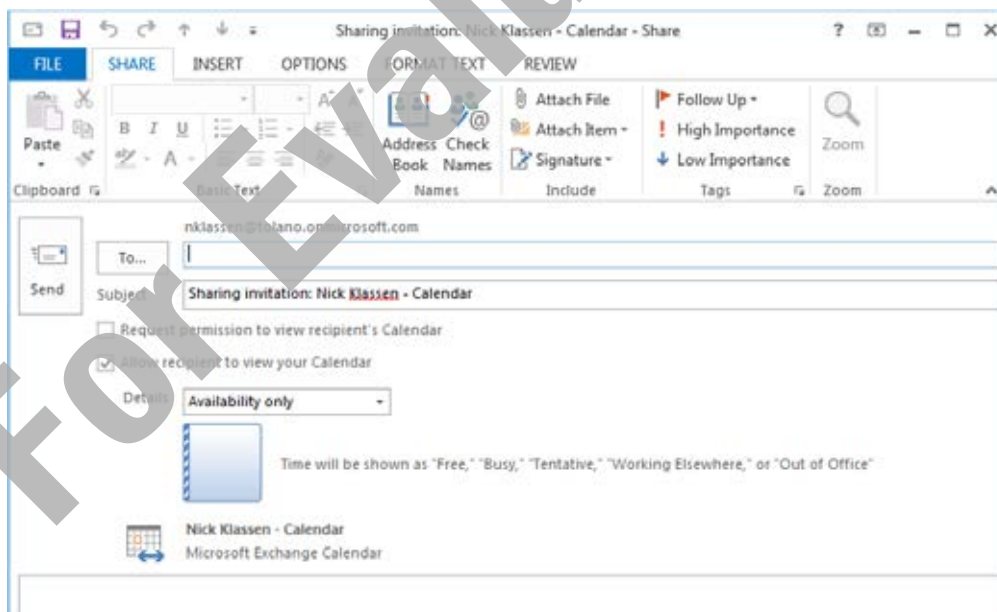 Sharing invitation: Nick Klassen - Calendar - Share
?
FILE SHARE INSERT OPTIONS FORMAT TEXT REVIEW
Paste
B I U
A
Address Book
Check Names
Attach File
Attach Item
Signature
Follow Up
High Importance
Low Importance
Zoom
Clipboard Basic Text Names Include Tags Zoom
nklassen@tolano.onmicrosoft.com
Send
To...
Subject Sharing invitation: Nick Klassen - Calendar
Request permission to view recipient's Calendar
Allow recipient to view your Calendar
Details Availability only
Time will be shown as "Free," "Busy," "Tentative," "Working Elsewhere," or "Out of Office"
Nick Klassen - Calendar
Microsoft Exchange Calendar
For Eval